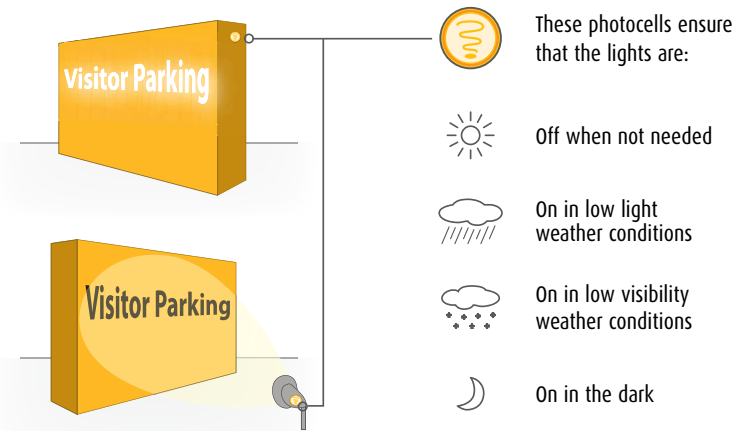 Visitor Parking
Visitor Parking
These photocells ensure
that the lights are:
Off when not needed
On in low light
weather conditions
On in low visibility
weather conditions
On in the dark